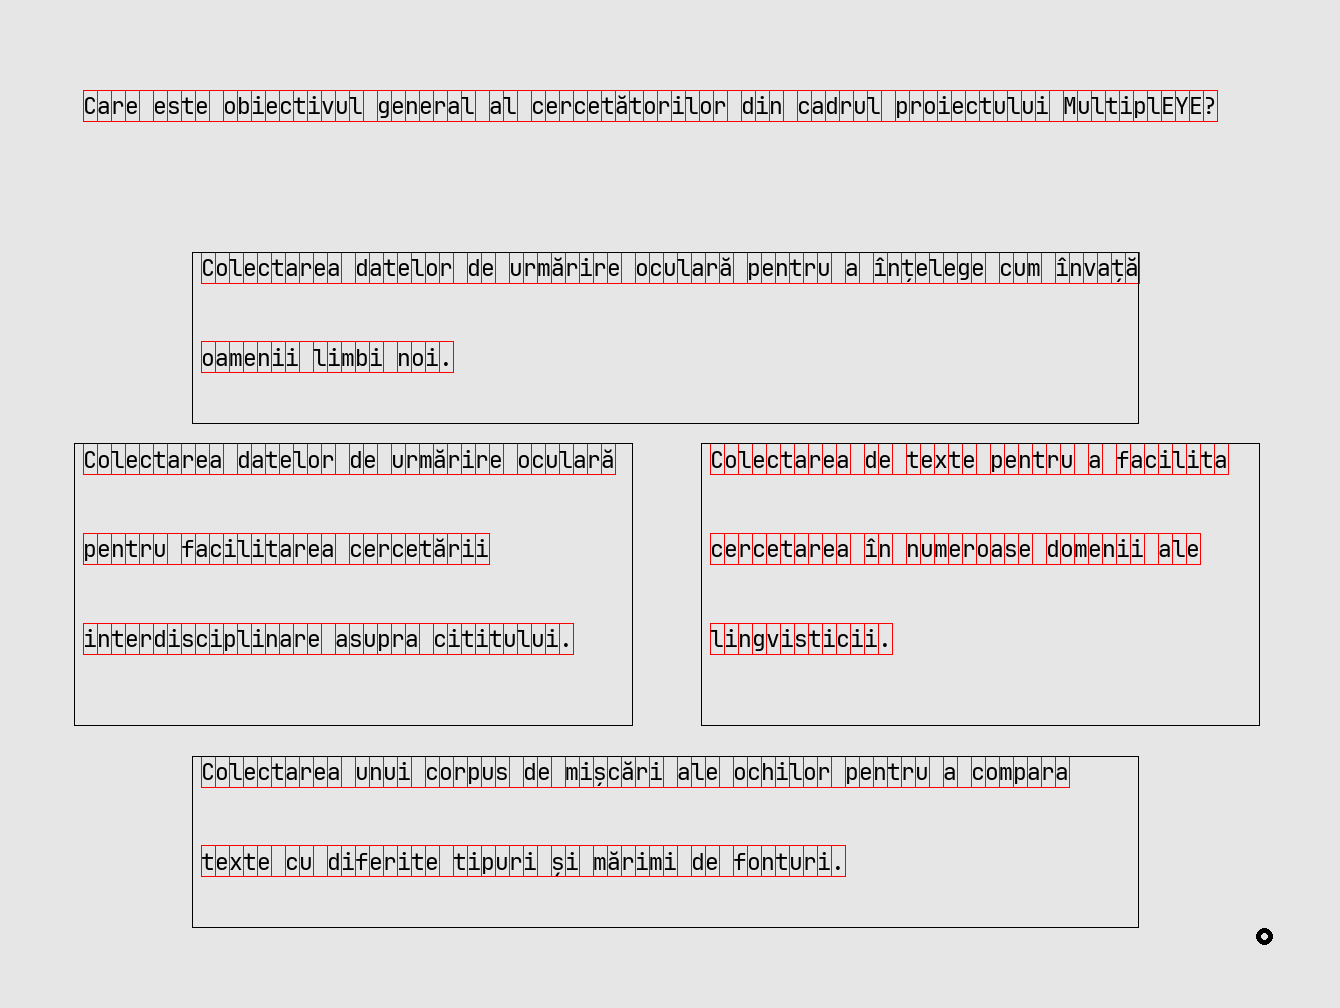 Care este obiectivul general al cercetătorilor din cadrul proiectului MultiplEYE?
Colectarea datelor de urmărire oculară pentru a înțelege cum învață
oamenii limbi noi.
Colectarea datelor de urmărire oculară
pentru facilitarea cercetării
interdisciplinare asupra cititului.
Colectarea de texte pentru a facilita
cercetarea în numeroase domenii ale
lingvisticii.
Colectarea unui corpus de mișcări ale ochilor pentru a compara
texte cu diferite tipuri și mărimi de fonturi.